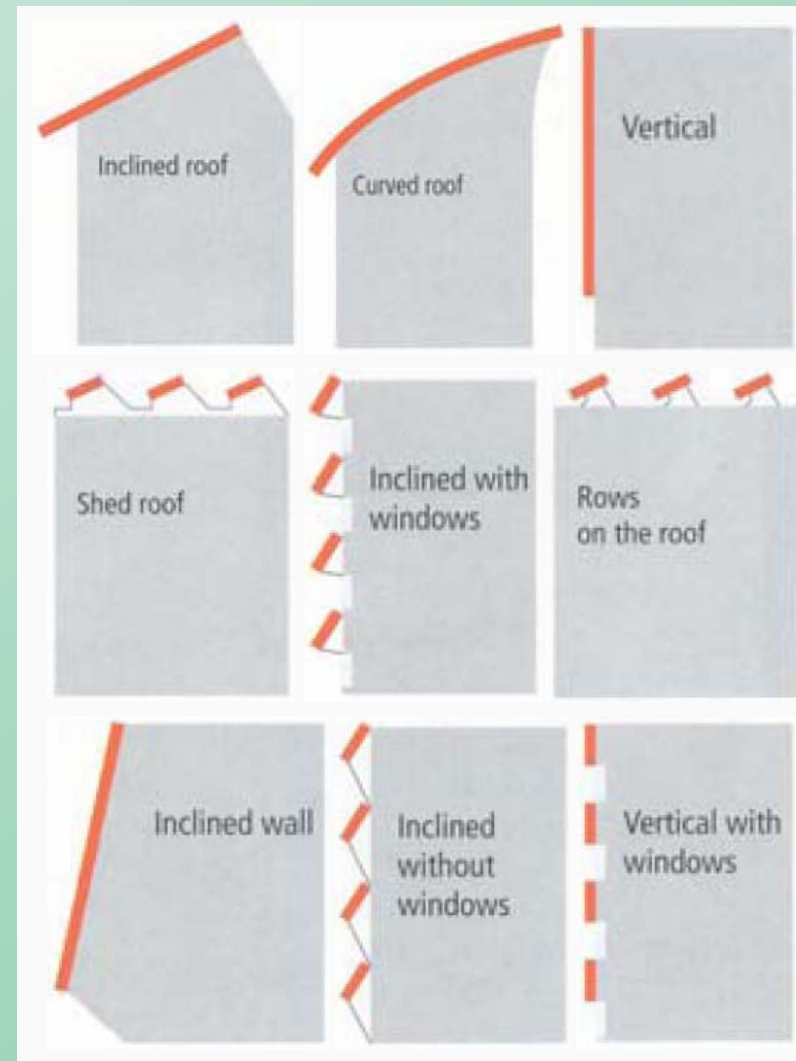 Inclined roof
Curved roof
Vertical
Shed roof
Inclined with
windows
Rows
on the roof
Inclined wall
Inclined
without
windows
Vertical with
windows